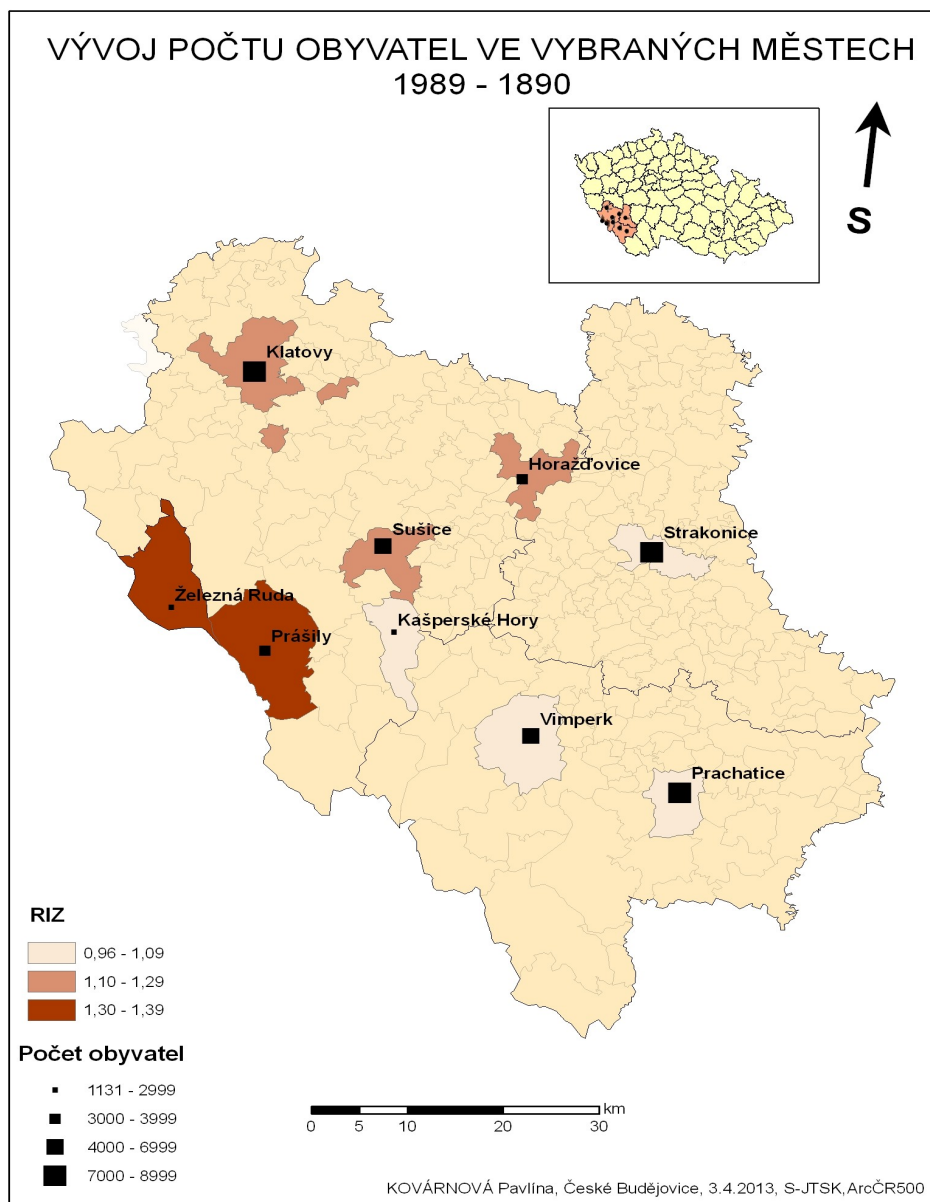 VÝVOJ POČTU OBYVATEL VE VYBRANÝCH MĚSTECH
1989 - 1890
S
Klatovy
Horažďovice
Sušice
Strakonice
Železná Ruda
Kašperské Hory
Prášily
Vimperk
Prachatice
RIZ
0,96 - 1,09
1,10 - 1,29
1,30 - 1,39
Počet obyvatel
1131 - 2999
3000 - 3999
4000 - 6999
7000 - 8999
km
0 5 10 20 30
KOVÁRNOVÁ Pavlína, České Budějovice, 3.4.2013, S-JTSK,ArcČR500